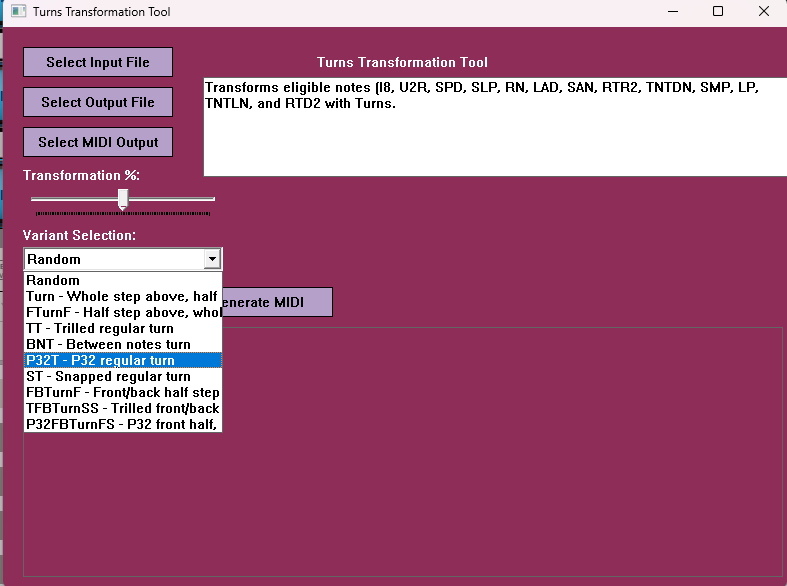 Turns Transformation Tool
Select Input File
Turns Transformation Tool
Select Output File
Transforms eligible notes (I8, U2R, SPD, SLP, RN, LAD, SAN, RTR2, TNTDN, SMP, LP,
TNTLN, and RTD2 with Turns.
Select MIDI Output
Transformation %:
Variant Selection:
Random
Random
Turn - Whole step above, half
FTurnF - Half step above, whol
TT - Trilled regular turn
BNT - Between notes turn
P32T - P32 regular turn
ST - Snapped regular turn
FBTurnF - Front/back half step
TFBTurnSS - Trilled front/back
P32FBTurnFS - P32 front half,
enerate MIDI